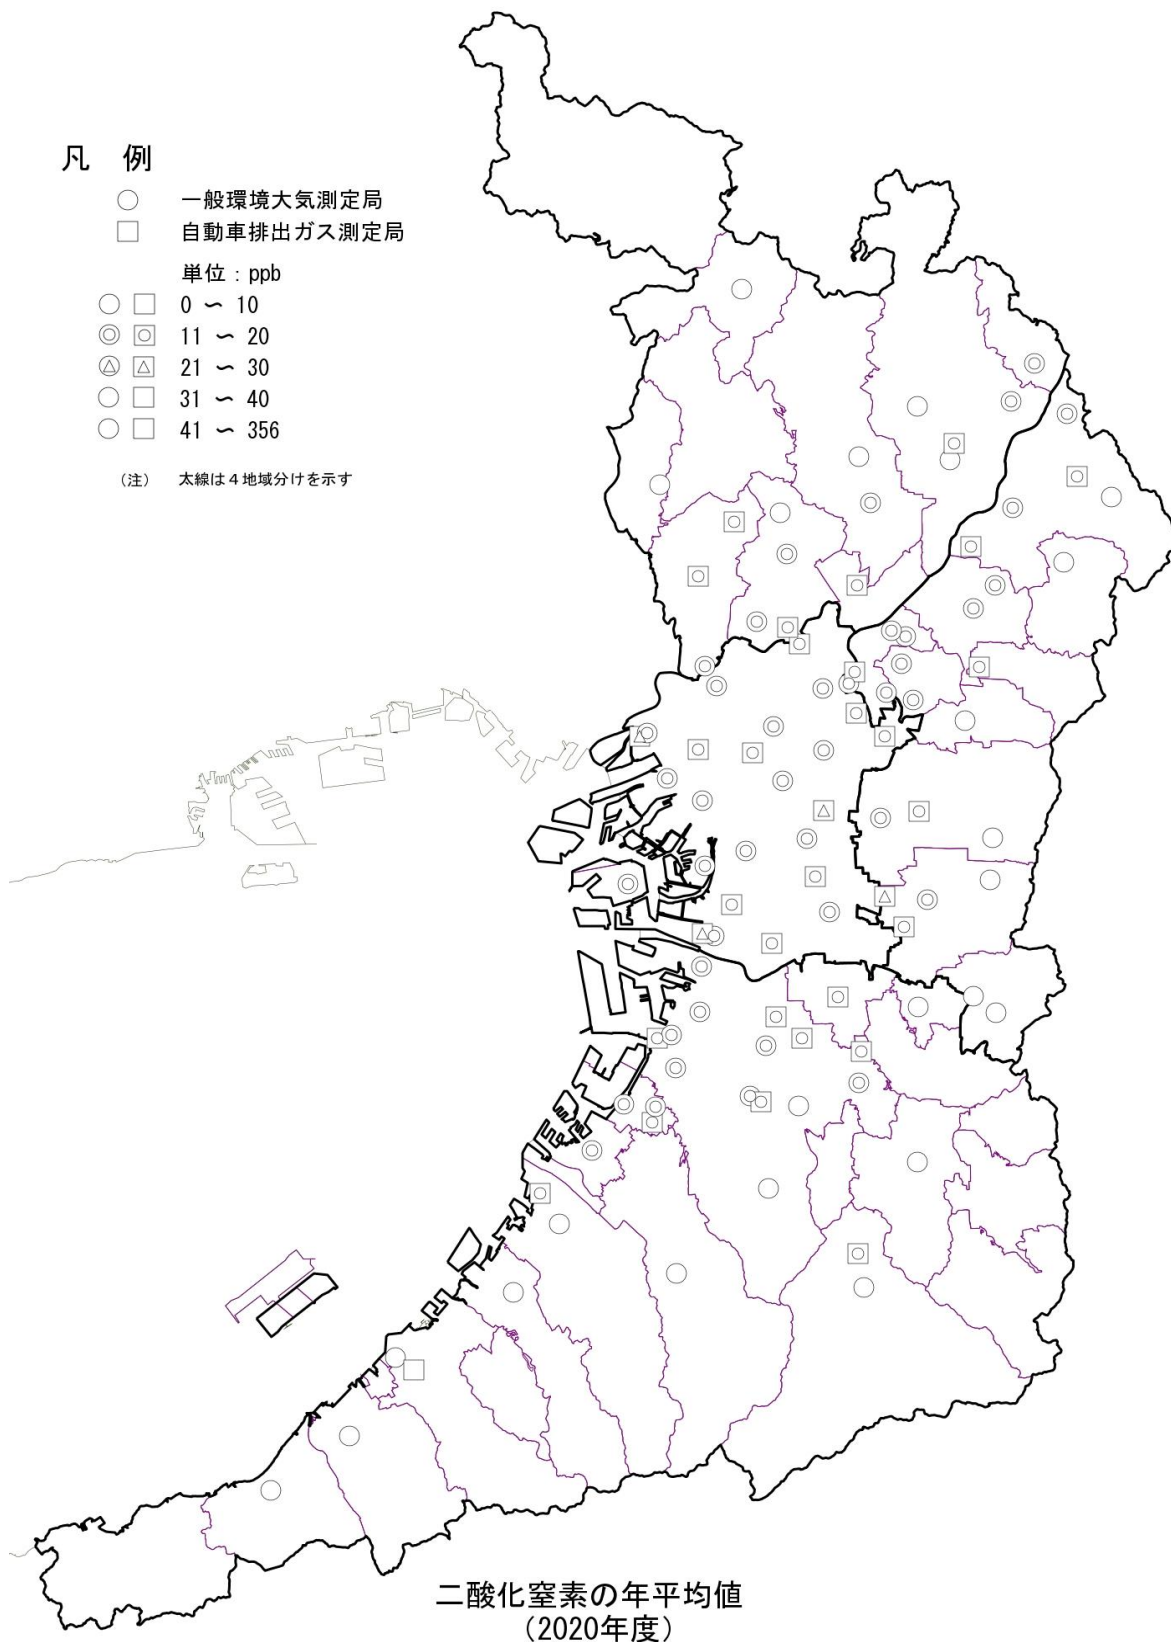 凡 例
一般環境大気測定局
自動車排出ガス測定局
単位：ppb
0 〜 10
11 〜 20
21 〜 30
31 〜 40
41 〜 356
（注） 太線は４地域分けを示す
二酸化窒素の年平均値
（2020年度）